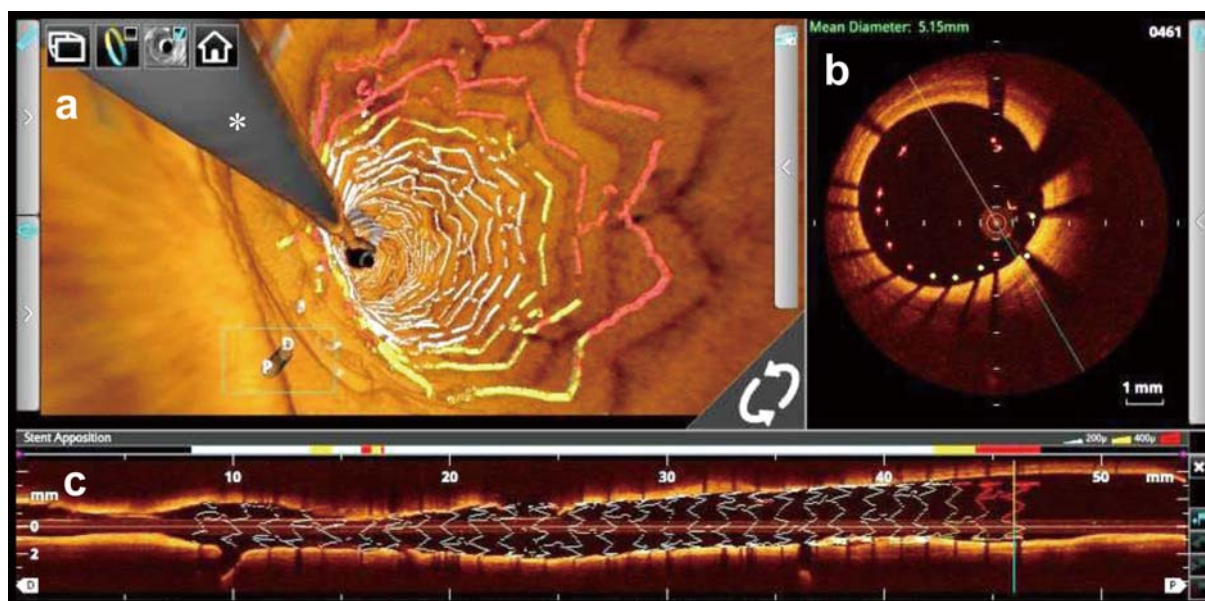 a
*
D
P
Mean Diameter: 5.15mm
0461
b
1 mm
Stent Apposition
200µ
400µ
c
10
20
30
40
50
mm
mm
0
2
D
P